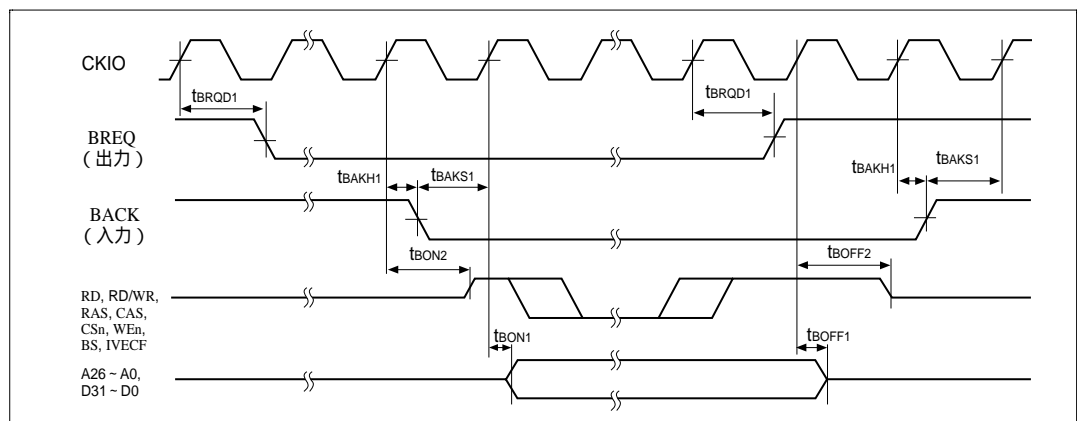 CKIO
tBRQD1 tBRQD1
BREQ
（出力）
tBAKH1 tBAKS1 tBAKH1 tBAKS1
BACK
（入力）
tBON2 tBOFF2
RD, RD/WR,
RAS, CAS,
CSn, WEn,
BS, IVECF
tBON1 tBOFF1
A26 ~ A0,
D31 ~ D0